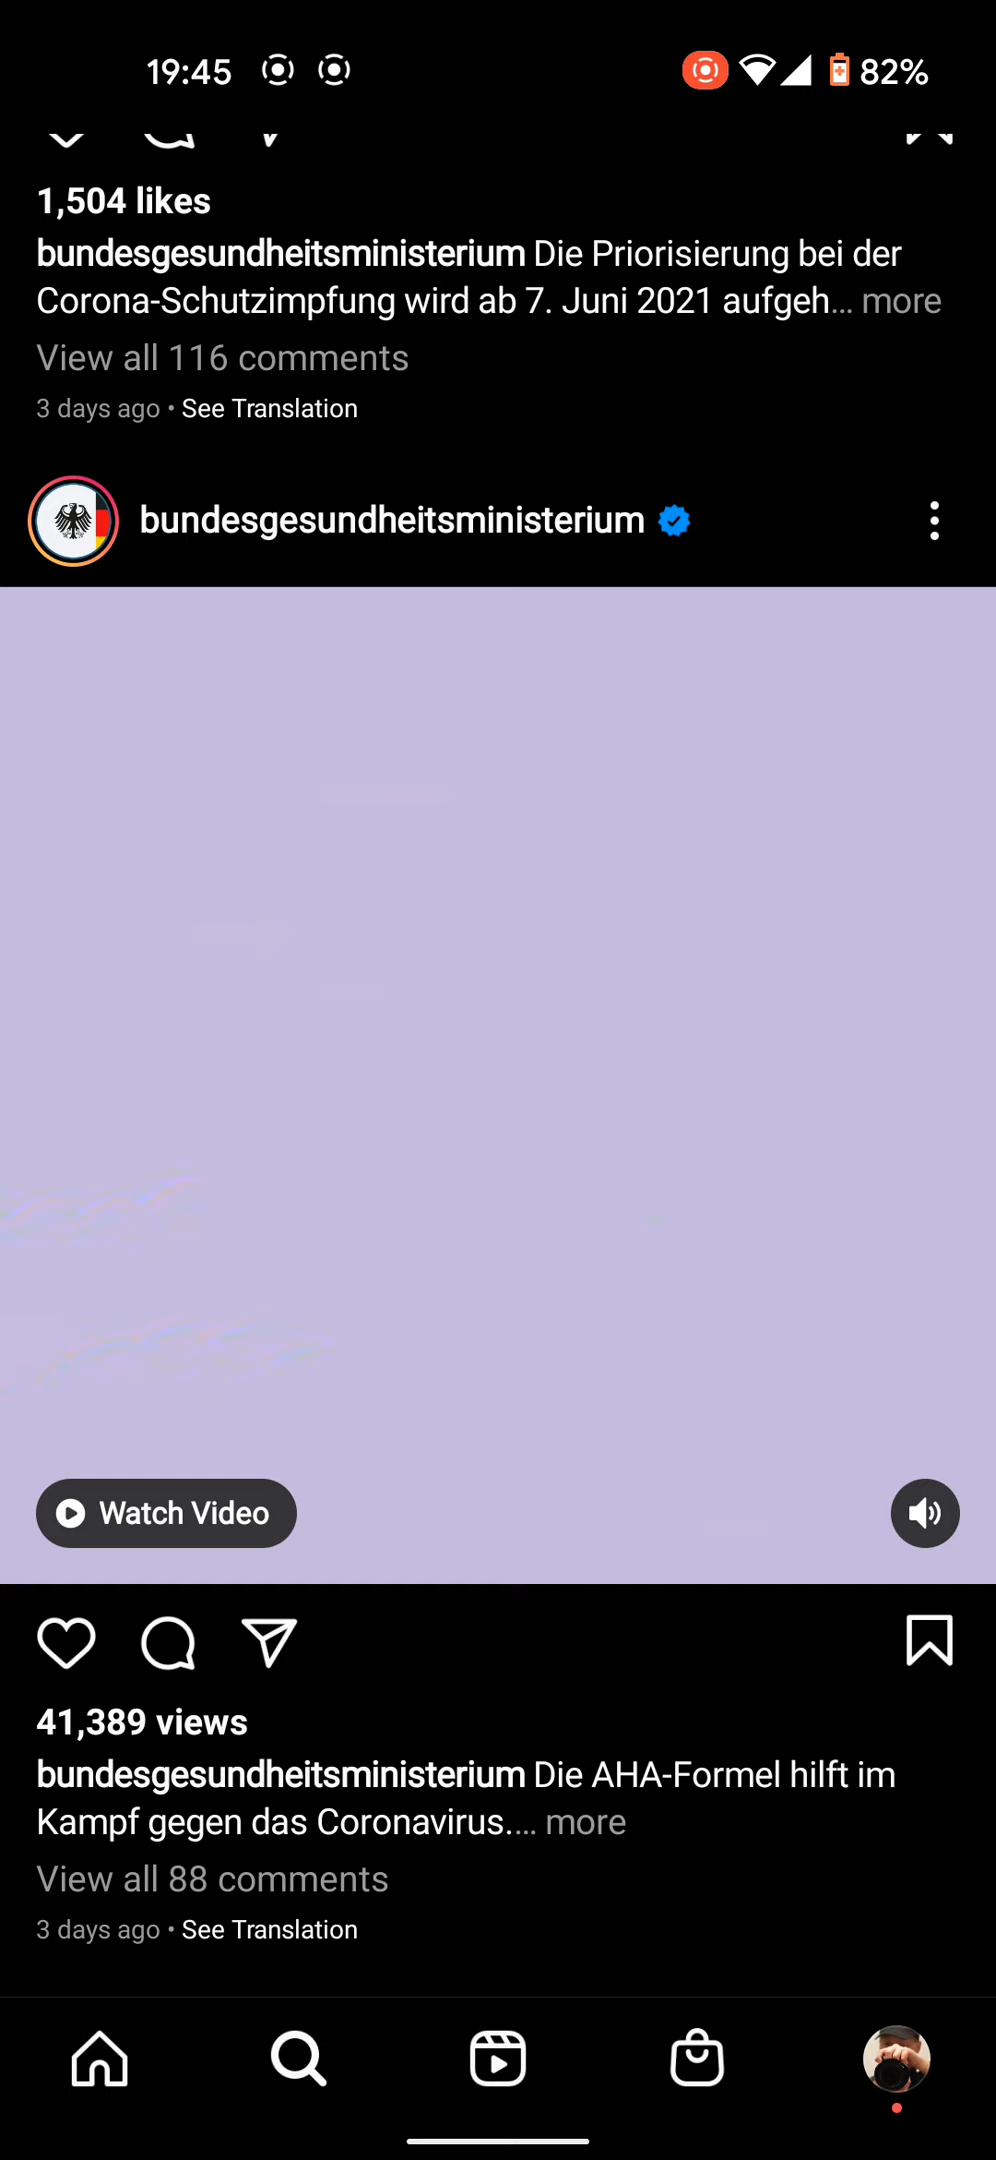 19:45
82%
1,504 likes
bundesgesundheitsministerium Die Priorisierung bei der
Corona-Schutzimpfung wird ab 7. Juni 2021 aufgeh... more
View all 116 comments
3 days ago • See Translation
bundesgesundheitsministerium
Watch Video
41,389 views
bundesgesundheitsministerium Die AHA-Formel hilft im
Kampf gegen das Coronavirus.... more
View all 88 comments
3 days ago • See Translation